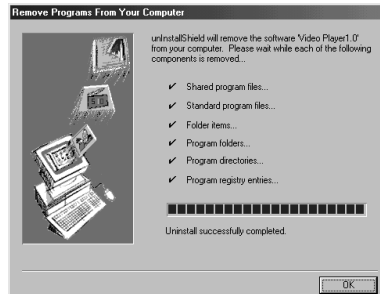 Remove Programs From Your Computer
unInstallShield will remove the software 'Video Player1.0'
from your computer. Please wait while each of the following
components is removed...
✔ Shared program files...
✔ Standard program files...
✔ Folder items...
✔ Program folders...
✔ Program directories...
✔ Program registry entries...
Uninstall successfully completed.
OK